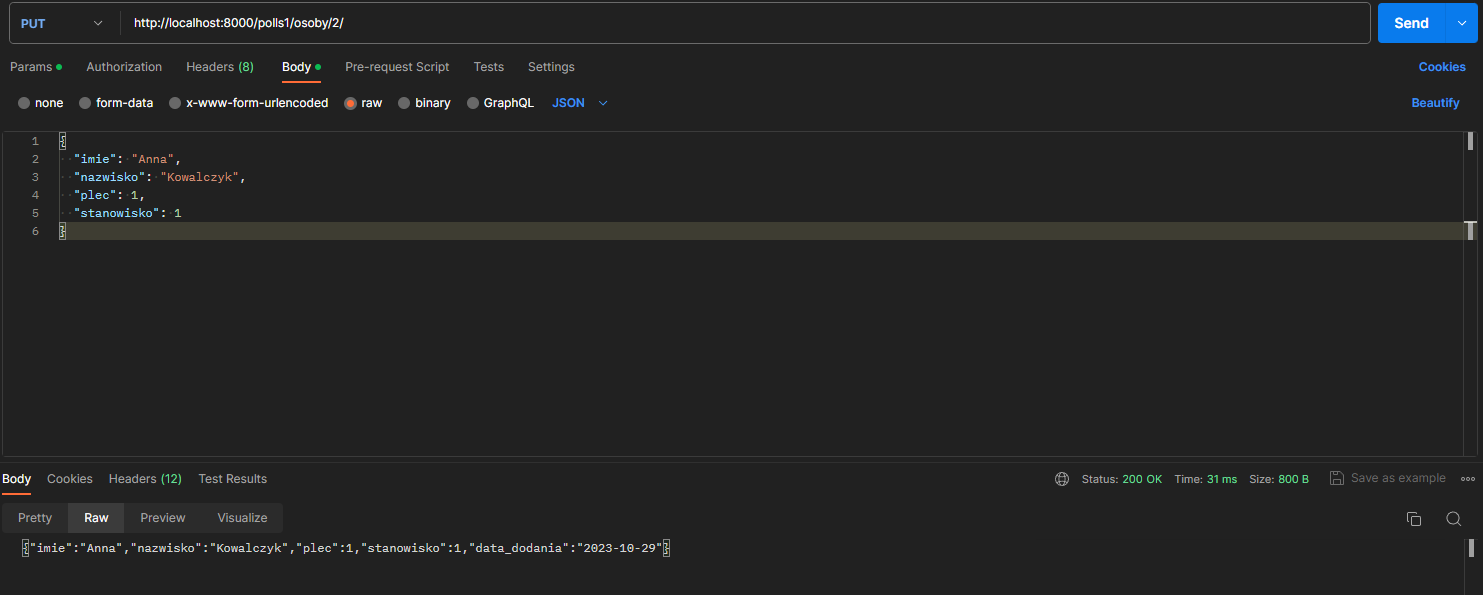 PUT http://localhost:8000/polls1/osoby/2/ Send
Params Authorization Headers (8) Body Pre-request Script Tests Settings Cookies
none form-data x-www-form-urlencoded raw binary GraphQL JSON Beautify
1 {
2 "imie": "Anna",
3 "nazwisko": "Kowalczyk",
4 "plec": 1,
5 "stanowisko": 1
6 }
Body Cookies Headers (12) Test Results Status: 200 OK Time: 31 ms Size: 800 B Save as example
Pretty Raw Preview Visualize
{"imie":"Anna","nazwisko":"Kowalczyk","plec":1,"stanowisko":1,"data_dodania":"2023-10-29"}